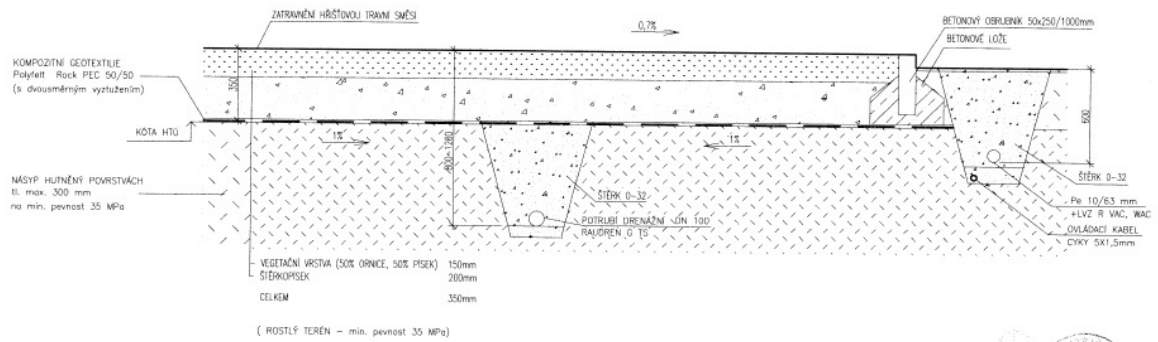 ZATRAVNĚNÍ HŘIŠŤOVOU TRAVNÍ SMĚSÍ
0,7%
BETONOVÝ OBRUBNÍK 50x250/1000mm
BETONOVÉ LOŽE
KOMPOZITNÍ GEOTEXTILIE
Polyfelt Rock PEC 50/50
(s dvousměrným vyztužením)
350
600
KÓTA HTÚ
1%
800-1280
1%
NÁSYP HUTNĚNÝ POVRSTVÁCH
tl. max. 300 mm
na min. pevnost 35 MPa
ŠTĚRK 0-32
ŠTĚRK 0-32
Pe 10/63 mm
+LVZ R VAC, WAC
POTRUBÍ DRENÁŽNÍ DN 100
RAUDREN G TS
OVLÁDACÍ KABEL
CYKY 5X1,5mm
VEGETAČNÍ VRSTVA (50% ORNICE, 50% PÍSEK) 150mm
ŠTĚRKOPÍSEK 200mm
CELKEM 350mm
( ROSTLÝ TERÉN - min. pevnost 35 MPa)